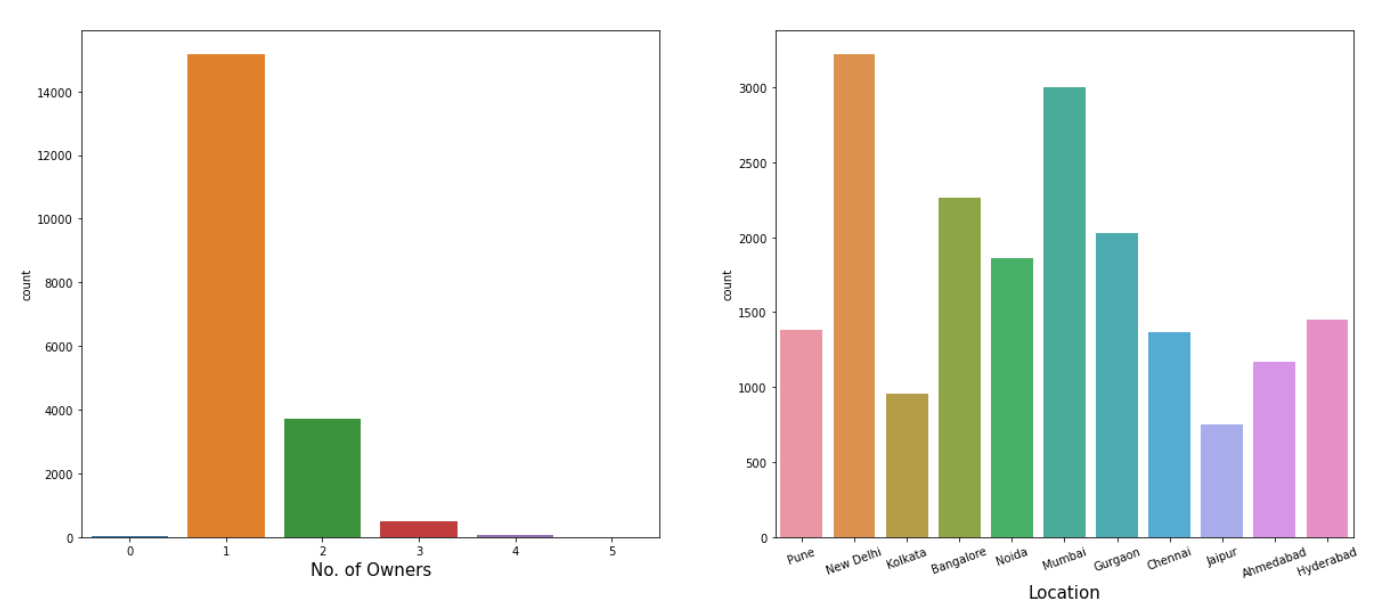 14000
12000
10000
8000
6000
4000
2000
0
count
0 1 2 3 4 5
No. of Owners
3000
2500
2000
1500
1000
500
0
count
Pune New Delhi Kolkata Bangalore Noida Mumbai Gurgaon Chennai Jaipur Ahmedabad Hyderabad
Location